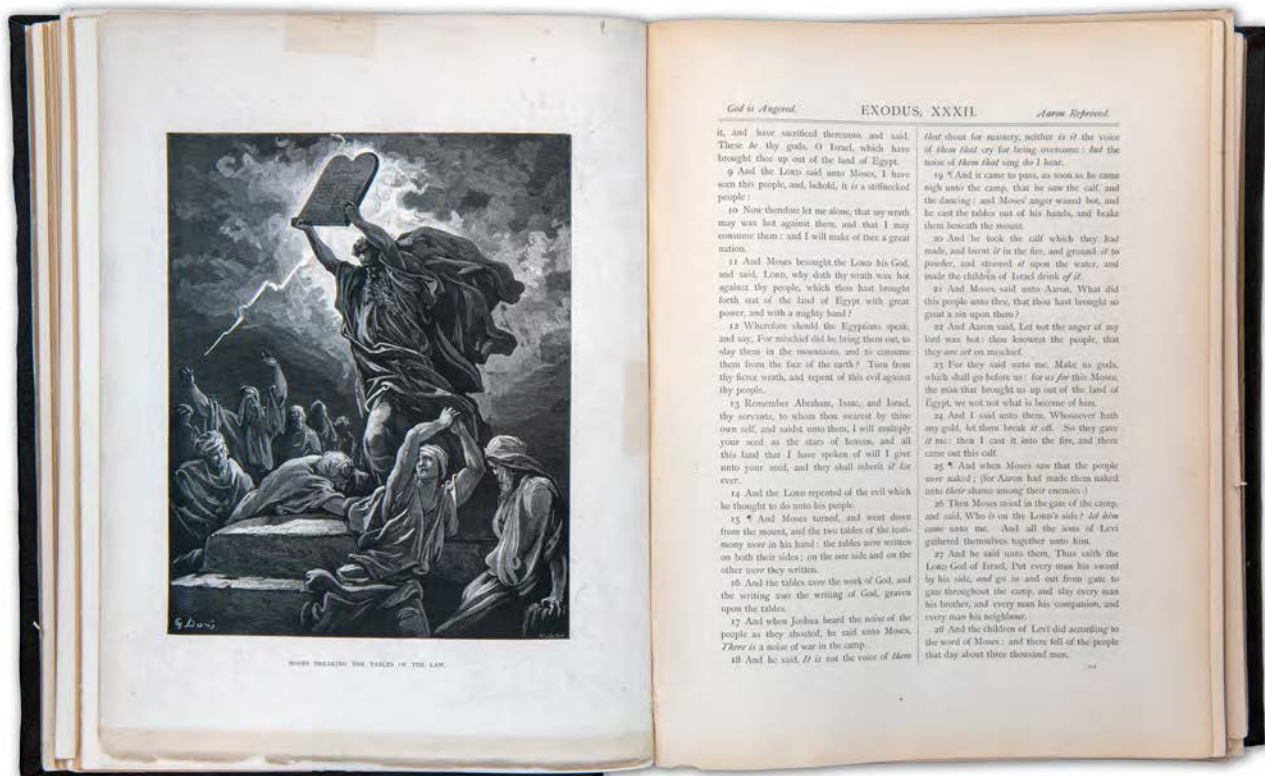 G Doré
MOSES BREAKING THE TABLES OF THE LAW.
God is Angered. EXODUS, XXXII. Aaron Reproved.
it, and have sacrificed thereunto, and said,
These be thy gods, O Israel, which have
brought thee up out of the land of Egypt.
9 And the LORD said unto Moses, I have
seen this people, and, behold, it is a stiffnecked
people:
10 Now therefore let me alone, that my wrath
may wax hot against them, and that I may
consume them: and I will make of thee a great
nation.
11 And Moses besought the LORD his God,
and said, LORD, why doth thy wrath wax hot
against thy people, which thou hast brought
forth out of the land of Egypt with great
power, and with a mighty hand?
12 Wherefore should the Egyptians speak,
and say, For mischief did he bring them out, to
slay them in the mountains, and to consume
them from the face of the earth? Turn from
thy fierce wrath, and repent of this evil against
thy people.
13 Remember Abraham, Isaac, and Israel,
thy servants, to whom thou swarest by thine
own self, and saidst unto them, I will multiply
your seed as the stars of heaven, and all
this land that I have spoken of will I give
unto your seed, and they shall inherit it for
ever.
14 And the LORD repented of the evil which
he thought to do unto his people.
15 ¶ And Moses turned, and went down
from the mount, and the two tables of the testi-
mony were in his hand: the tables were written
on both their sides; on the one side and on the
other were they written.
16 And the tables were the work of God, and
the writing was the writing of God, graven
upon the tables.
17 And when Joshua heard the noise of the
people as they shouted, he said unto Moses,
There is a noise of war in the camp.
18 And he said, It is not the voice of them
that shout for mastery, neither is it the voice
of them that cry for being overcome: but the
noise of them that sing do I hear.
19 ¶ And it came to pass, as soon as he came
nigh unto the camp, that he saw the calf, and
the dancing: and Moses' anger waxed hot, and
he cast the tables out of his hands, and brake
them beneath the mount.
20 And he took the calf which they had
made, and burnt it in the fire, and ground it to
powder, and strawed it upon the water, and
made the children of Israel drink of it.
21 And Moses said unto Aaron, What did
this people unto thee, that thou hast brought so
great a sin upon them?
22 And Aaron said, Let not the anger of my
lord wax hot: thou knowest the people, that
they are set on mischief.
23 For they said unto me, Make us gods,
which shall go before us: for as for this Moses,
the man that brought us up out of the land of
Egypt, we wot not what is become of him.
24 And I said unto them, Whosoever hath
any gold, let them break it off. So they gave
it me: then I cast it into the fire, and there
came out this calf.
25 ¶ And when Moses saw that the people
were naked; (for Aaron had made them naked
unto their shame among their enemies:)
26 Then Moses stood in the gate of the camp,
and said, Who is on the LORD's side? let him
come unto me. And all the sons of Levi
gathered themselves together unto him.
27 And he said unto them, Thus saith the
LORD God of Israel, Put every man his sword
by his side, and go in and out from gate to
gate throughout the camp, and slay every man
his brother, and every man his companion, and
every man his neighbour.
28 And the children of Levi did according to
the word of Moses: and there fell of the people
that day about three thousand men.